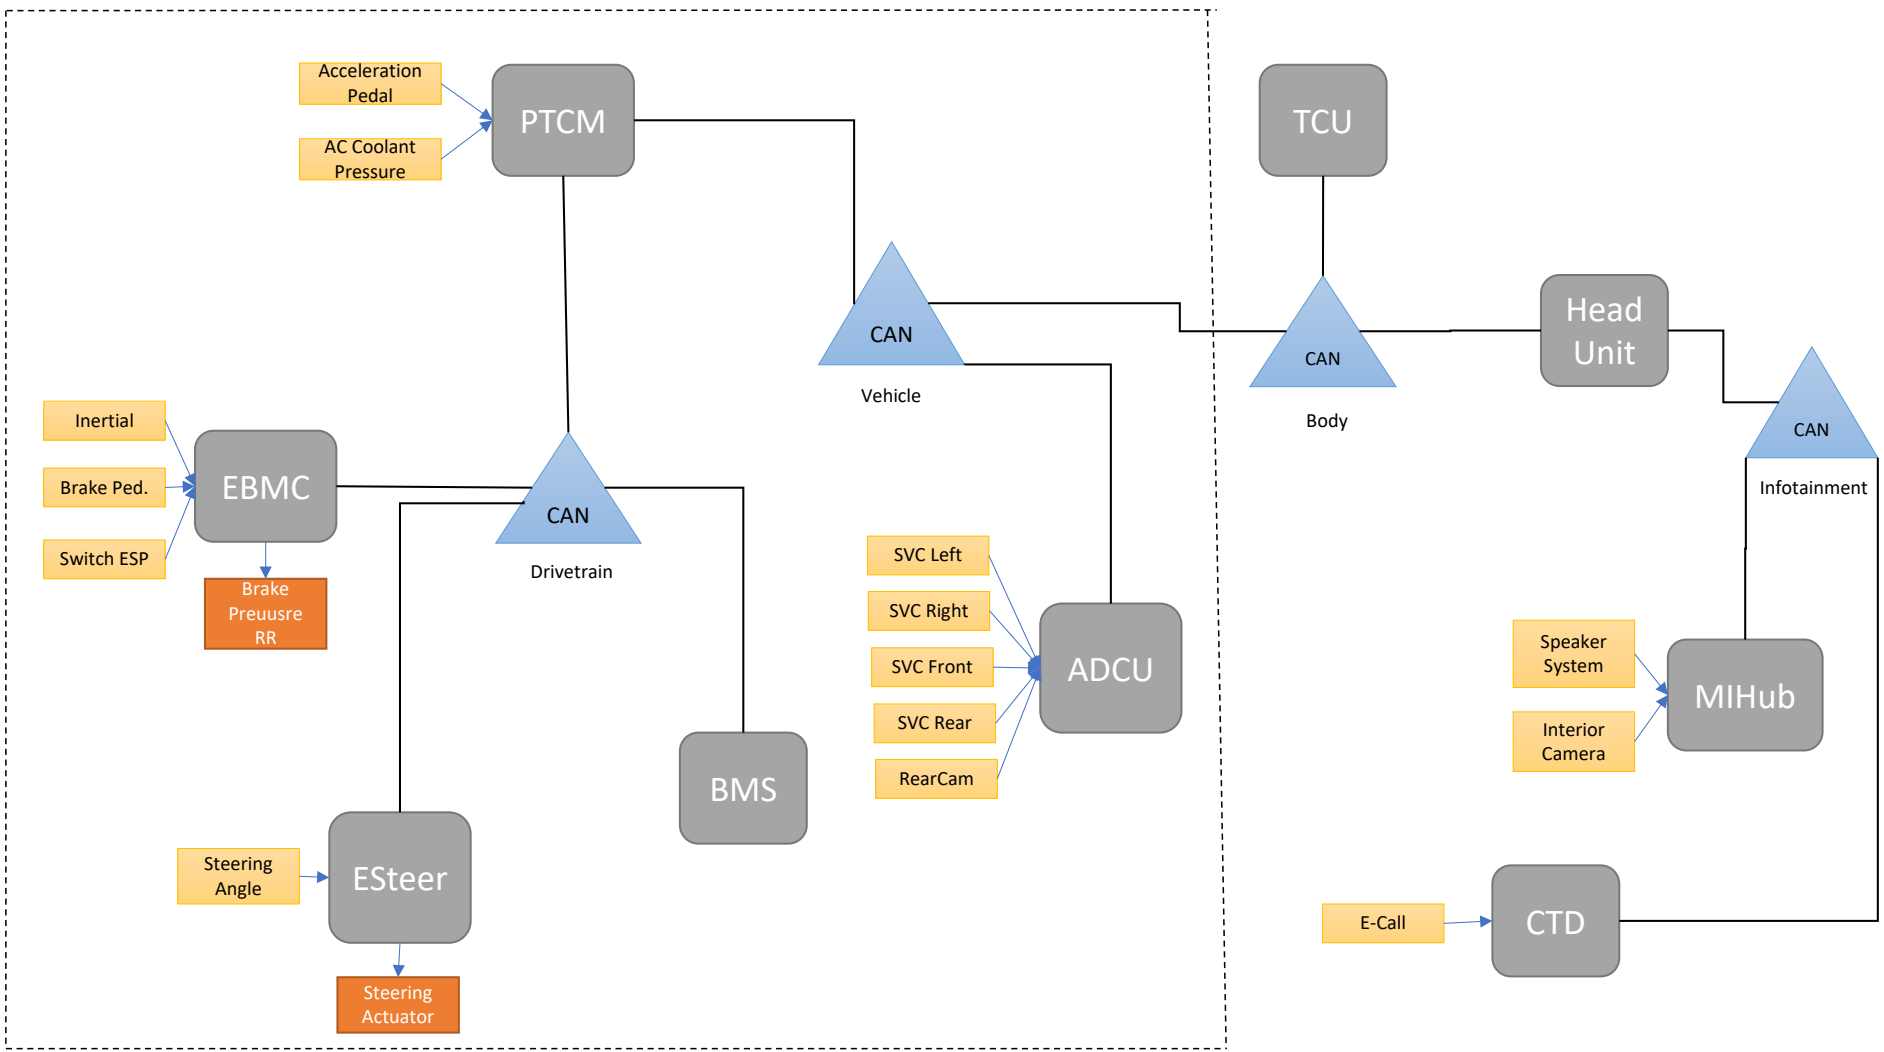 Acceleration
Pedal
AC Coolant
Pressure
PTCM
TCU
CAN
Vehicle
CAN
Body
Head
Unit
CAN
Infotainment
Inertial
Brake Ped.
Switch ESP
EBMC
Brake
Preuusre
RR
CAN
Drivetrain
SVC Left
SVC Right
SVC Front
SVC Rear
RearCam
ADCU
Speaker
System
Interior
Camera
MIHub
BMS
Steering
Angle
ESteer
Steering
Actuator
E-Call
CTD